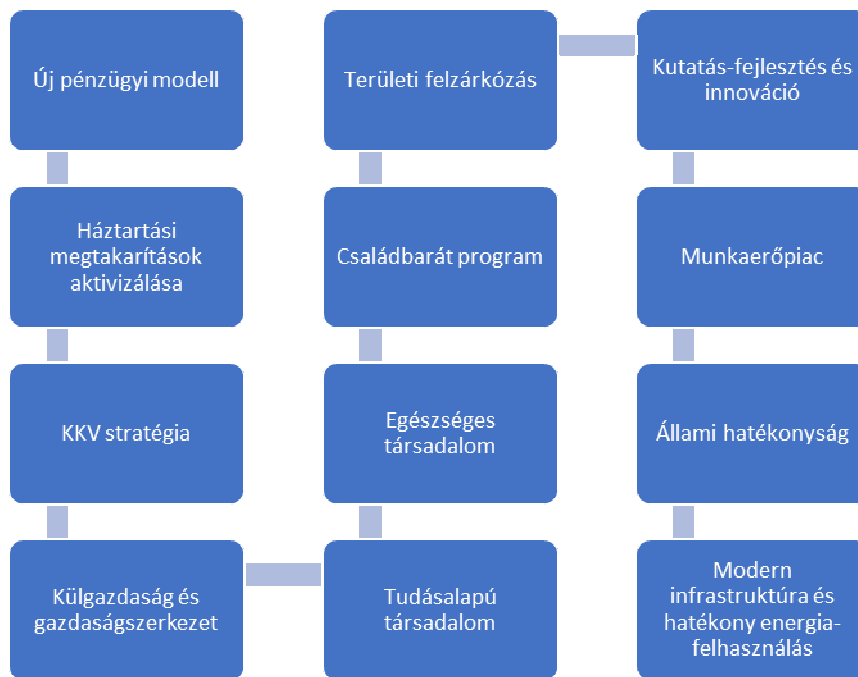 Új pénzügyi modell
Háztartási
megtakarítások
aktivizálása
KKV stratégia
Külgazdaság és
gazdaságszerkezet
Tudásalapú
társadalom
Egészséges
társadalom
Családbarát program
Területi felzárkózás
Kutatás-fejlesztés és
innováció
Munkaerőpiac
Állami hatékonyság
Modern
infrastruktúra és
hatékony energia-
felhasználás